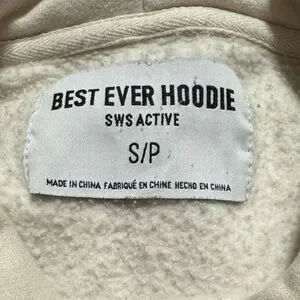 BEST EVER HOODIE
SWS ACTIVE
S/P
MADE IN CHINA FABRIQUÉ EN CHINE HECHO EN CHINA